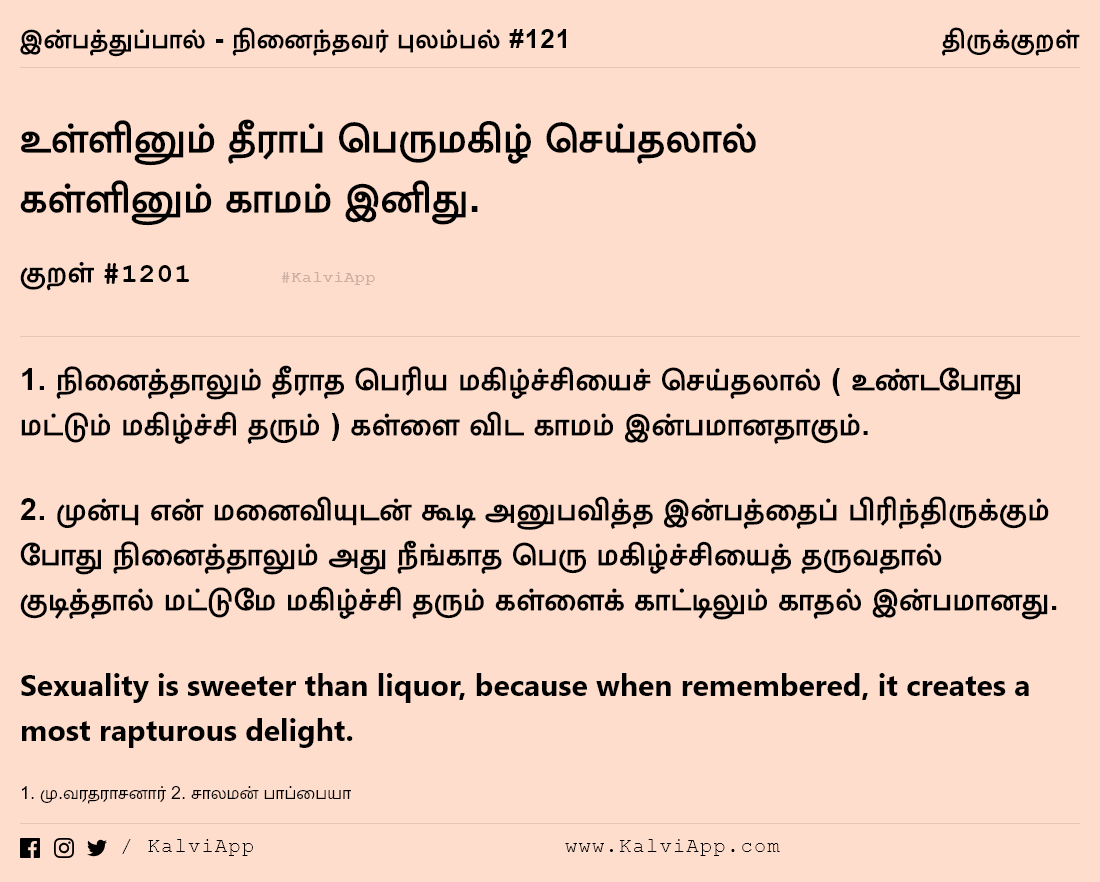 இன்பத்துப்பால் - நினைந்தவர் புலம்பல் #121
திருக்குறள்
உள்ளினும் தீராப் பெருமகிழ் செய்தலால்
கள்ளினும் காமம் இனிது.
குறள் #1201
#KalviApp
1. நினைத்தாலும் தீராத பெரிய மகிழ்ச்சியைச் செய்தலால் ( உண்டபோது
மட்டும் மகிழ்ச்சி தரும் ) கள்ளை விட காமம் இன்பமானதாகும்.
2. முன்பு என் மனைவியுடன் கூடி அனுபவித்த இன்பத்தைப் பிரிந்திருக்கும்
போது நினைத்தாலும் அது நீங்காத பெரு மகிழ்ச்சியைத் தருவதால்
குடித்தால் மட்டுமே மகிழ்ச்சி தரும் கள்ளைக் காட்டிலும் காதல் இன்பமானது.
Sexuality is sweeter than liquor, because when remembered, it creates a
most rapturous delight.
1. மு.வரதராசனார் 2. சாலமன் பாப்பையா
/ KalviApp
www.KalviApp.com